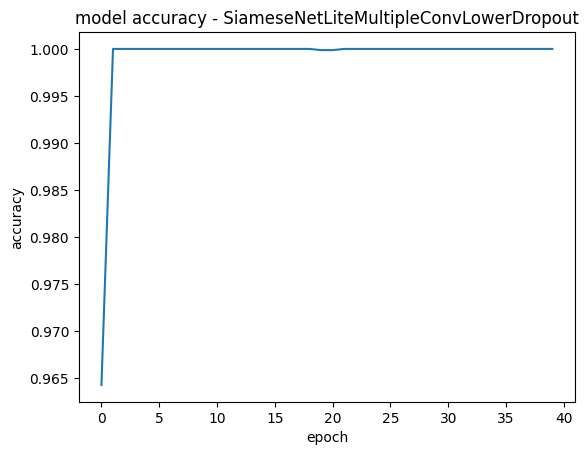 model accuracy - SiameseNetLiteMultipleConvLowerDropout
1.000
0.995
0.990
0.985
0.980
0.975
0.970
0.965
accuracy
0 5 10 15 20 25 30 35 40
epoch